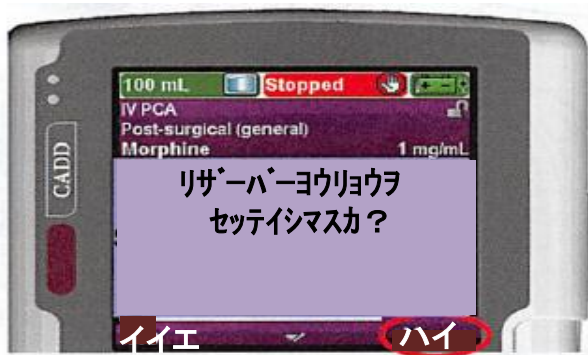 100 mL Stopped
IV PCA
Post-surgical (general)
Morphine 1 mg/mL
CADD
リザーバーヨウリョウヲ
セッテイシマスカ?
イイエ ハイ